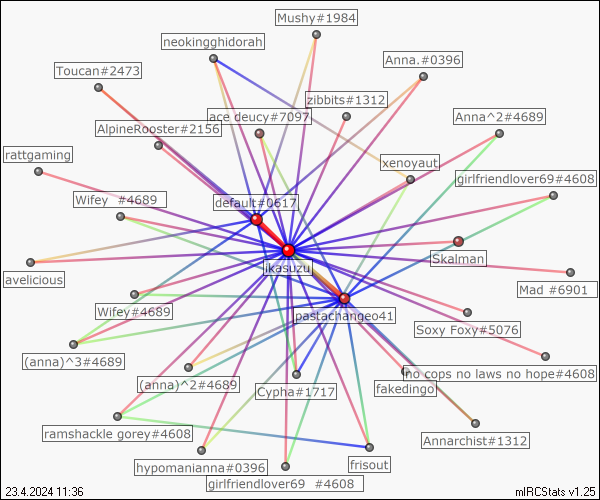 Mushy#1984
neokingghidorah
Anna.#0396
Toucan#2473
zibbits#1312
ace deucy#7097
Anna^2#4689
AlpineRooster#2156
rattgaming
xenoyaut
girlfriendlover69#4608
Wifey #4689
default#0617
Skalman
ikasuzu
avelicious
Mad #6901
Wifey#4689
pastachangeo41
Soxy Foxy#5076
(anna)^3#4689
no cops no laws no hope#4608
(anna)^2#4689
fakedingo
Cypha#1717
ramshackle gorey#4608
Annarchist#1312
hypomanianna#0396
frisout
girlfriendlover69 #4608
23.4.2024 11:36
mIRCStats v1.25